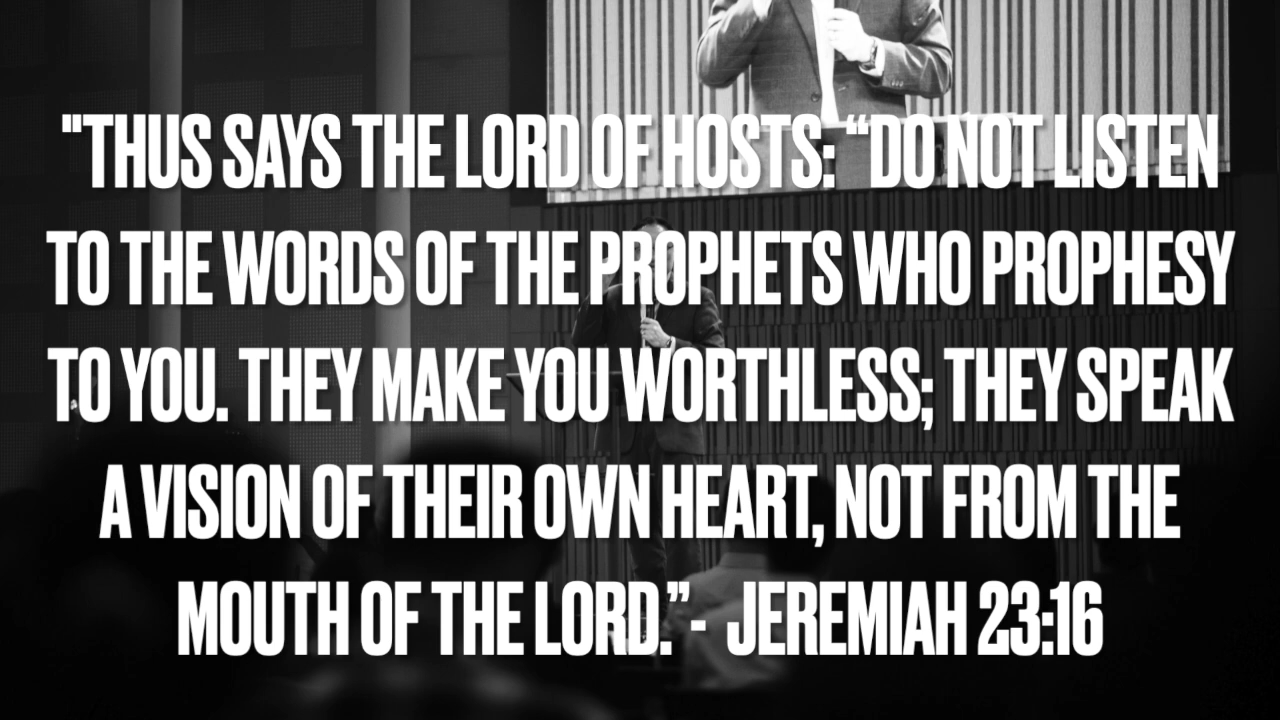 "THUS SAYS THE LORD OF HOSTS: “DO NOT LISTEN
TO THE WORDS OF THE PROPHETS WHO PROPHESY
TO YOU. THEY MAKE YOU WORTHLESS; THEY SPEAK
A VISION OF THEIR OWN HEART, NOT FROM THE
MOUTH OF THE LORD.”- JEREMIAH 23:16